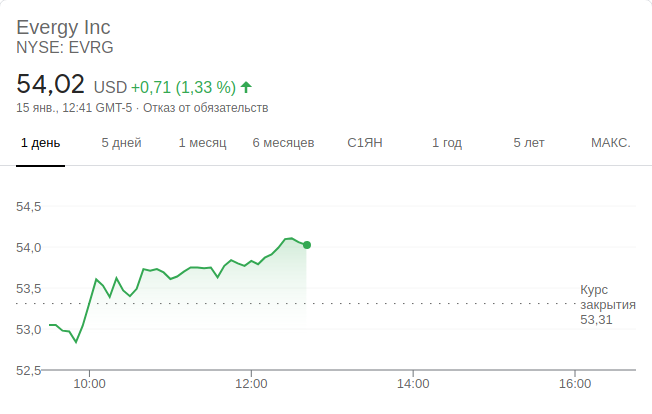 Evergy Inc
NYSE: EVRG
54,02 USD +0,71 (1,33 %)
15 янв., 12:41 GMT-5 · Отказ от обязательств
1 день 5 дней 1 месяц 6 месяцев С1ЯН 1 год 5 лет МАКС.
54,5
54,0
53,5
Курс
закрытия
53,31
53,0
52,5
10:00 12:00 14:00 16:00